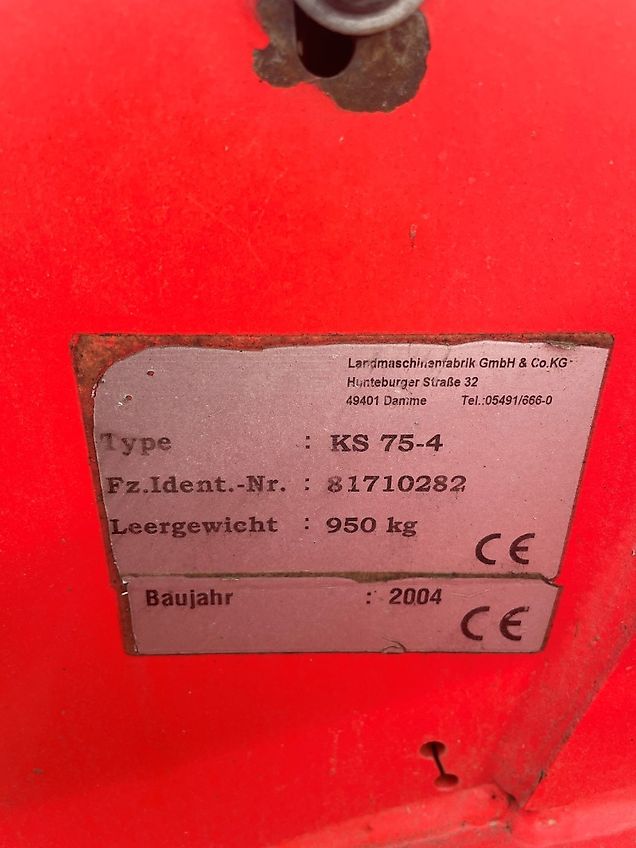 Landmaschinenfabrik GmbH & Co.KG
Hunteburger Straße 32
49401 Damme Tel.:05491/666-0
Type : KS 75-4
Fz.Ident.-Nr. : 81710282
Leergewicht : 950 kg
CE
Baujahr : 2004
CE